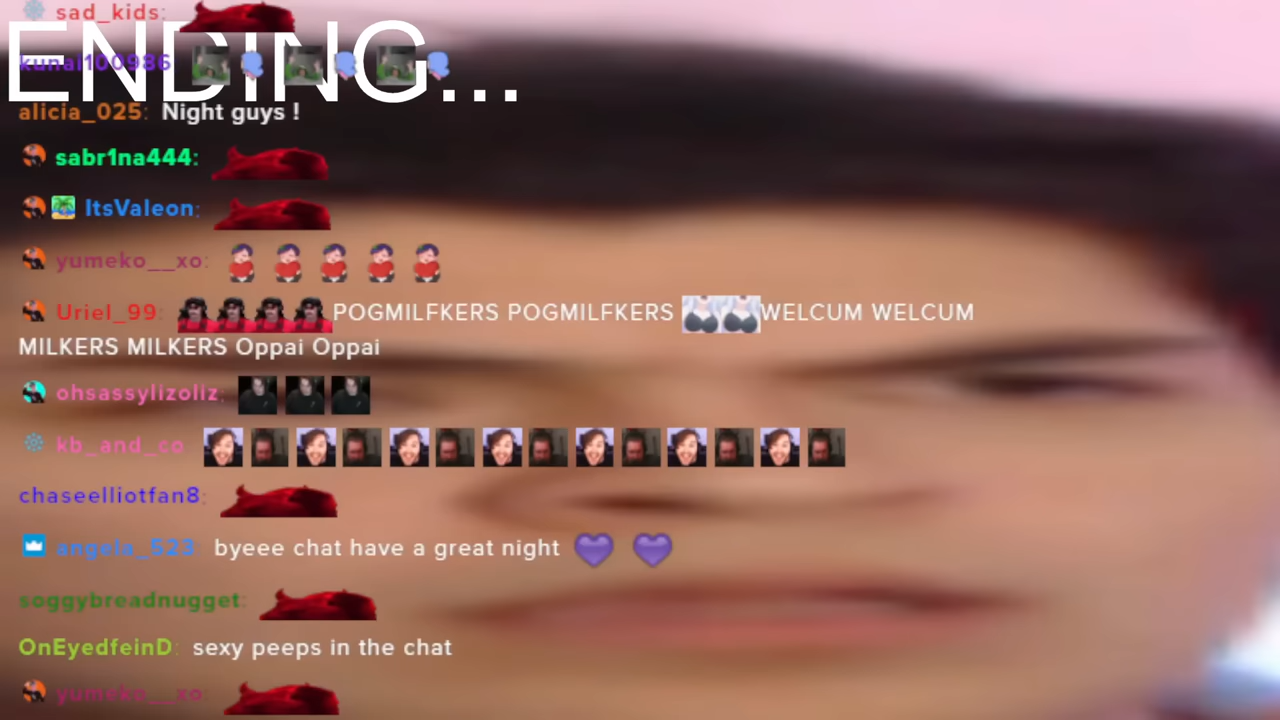 sad_kids:
ENDING...
kunai100986
alicia_025: Night guys !
sabr1na444:
ItsValeon:
yumeko__xo:
Uriel_99: POGMILFKERS POGMILFKERS WELCUM WELCUM
MILKERS MILKERS Oppai Oppai
ohsassylizoliz:
kb_and_co
chaseelliotfan8:
angela_523 byeee chat have a great night
soggybreadnugget:
OnEyedfeinD: sexy peeps in the chat
yumeko__xo